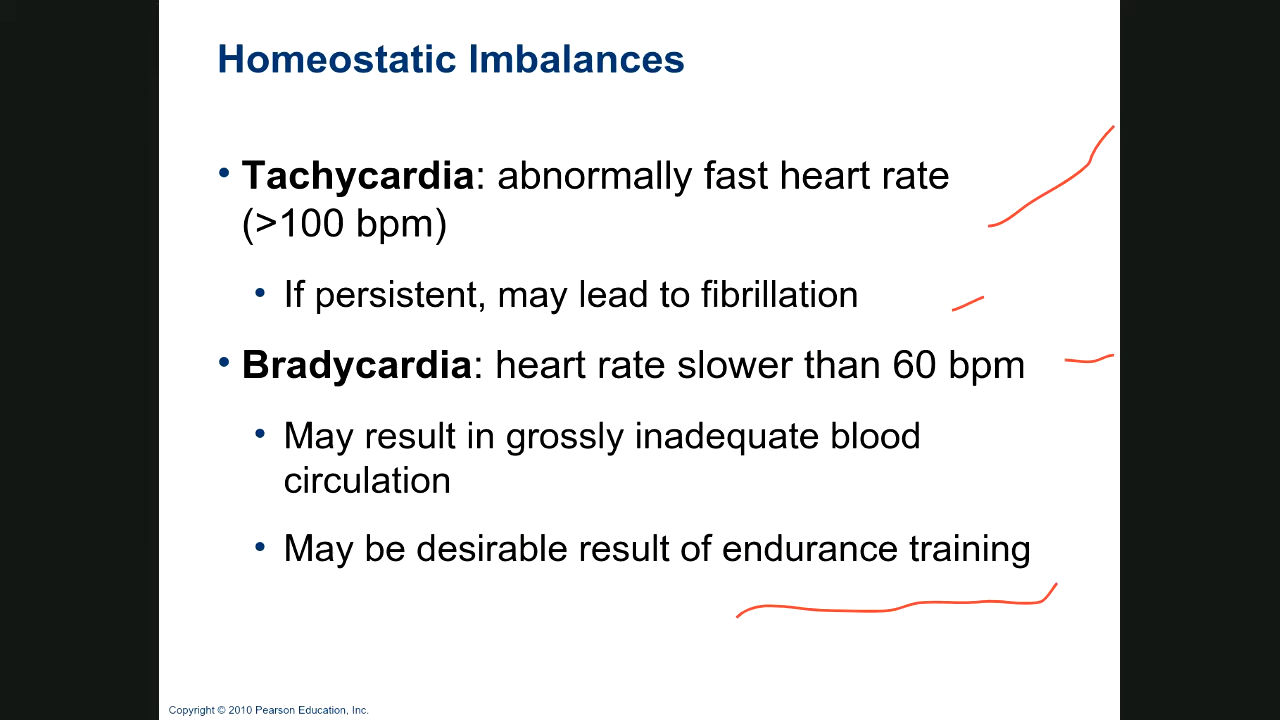 Homeostatic Imbalances
• Tachycardia: abnormally fast heart rate
(>100 bpm)
• If persistent, may lead to fibrillation
• Bradycardia: heart rate slower than 60 bpm
• May result in grossly inadequate blood
circulation
• May be desirable result of endurance training
Copyright © 2010 Pearson Education, Inc.